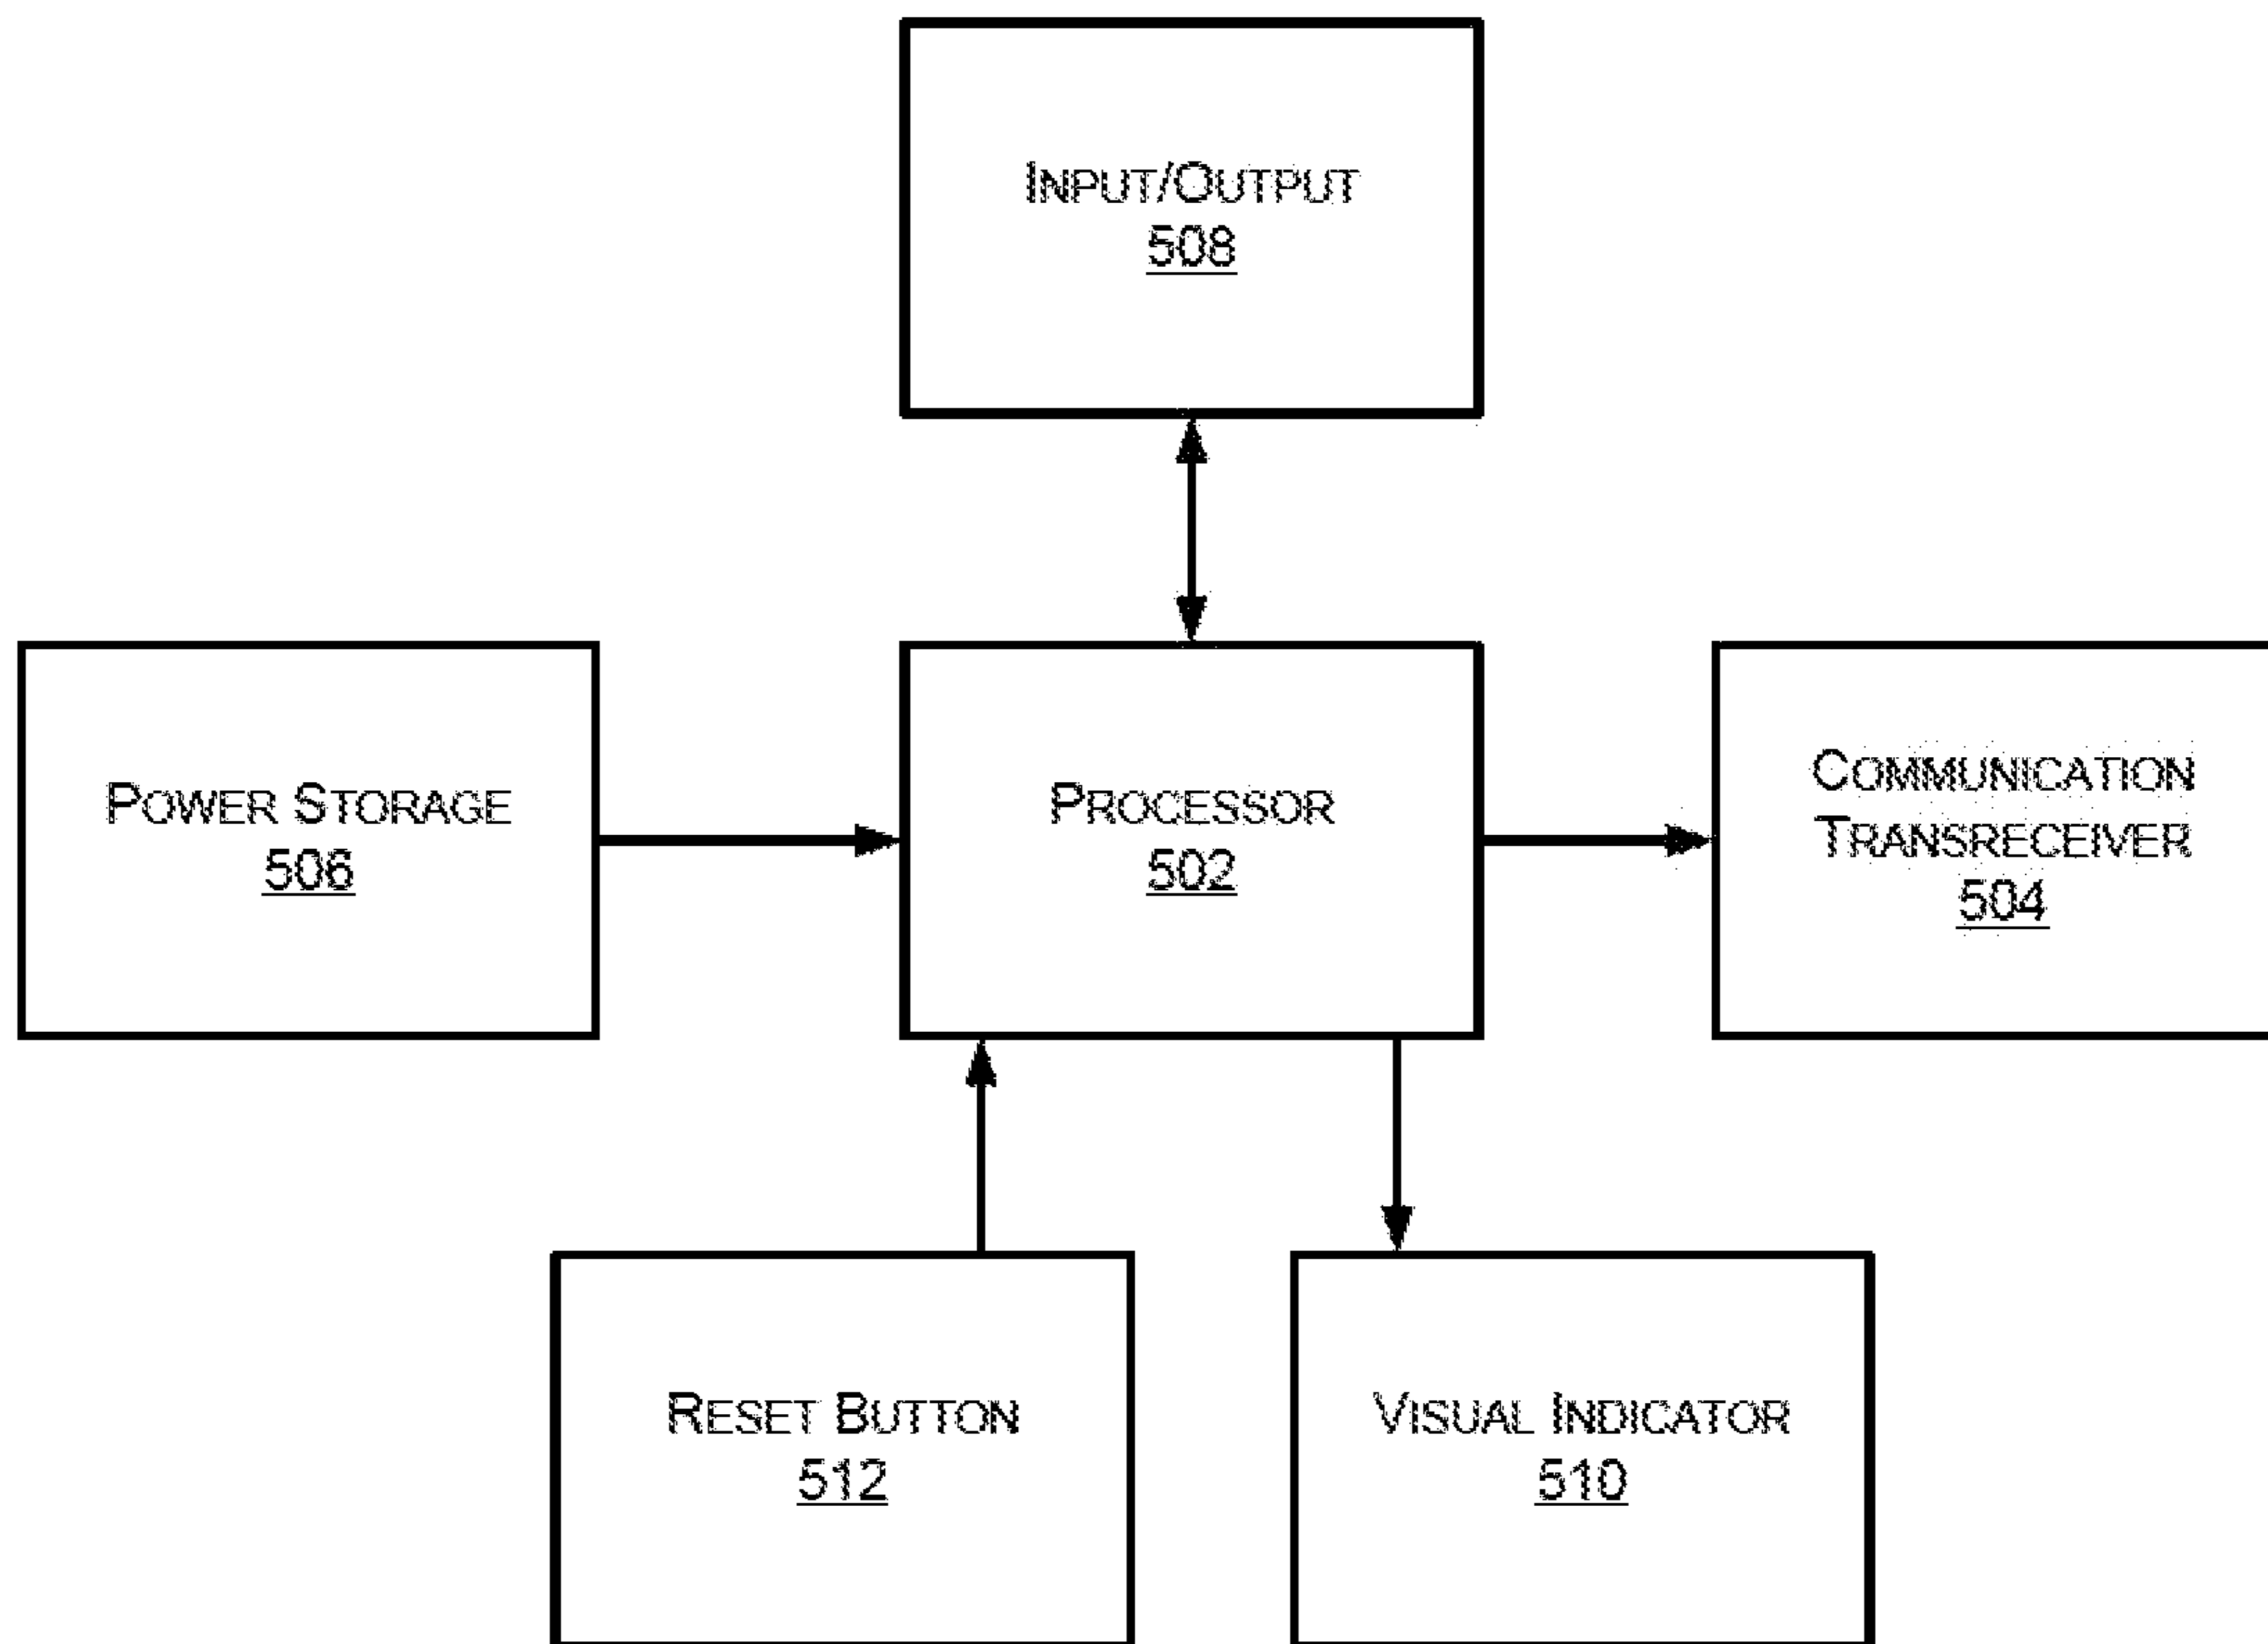 INPUT/OUTPUT
508
POWER STORAGE
506
PROCESSOR
502
COMMUNICATION
TRANSRECEIVER
504
RESET BUTTON
512
VISUAL INDICATOR
510